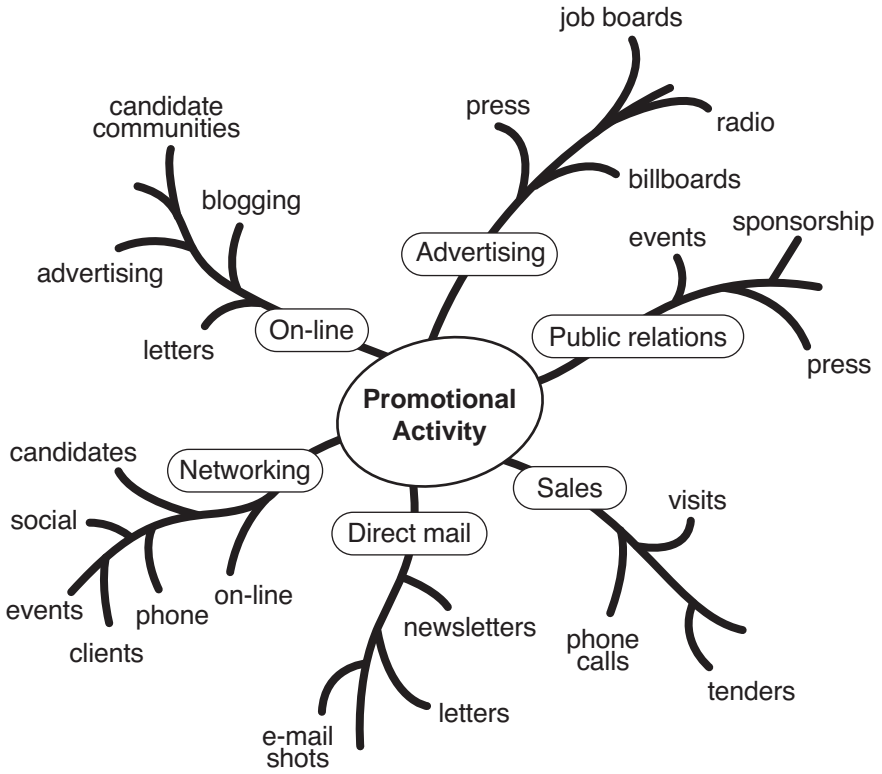 job boards
press
radio
billboards
Advertising
candidate
communities
blogging
advertising
letters
On-line
events
sponsorship
Public relations
press
Promotional
Activity
candidates
Networking
social
events
clients
phone
on-line
Direct mail
newsletters
letters
e-mail
shots
Sales
visits
phone
calls
tenders